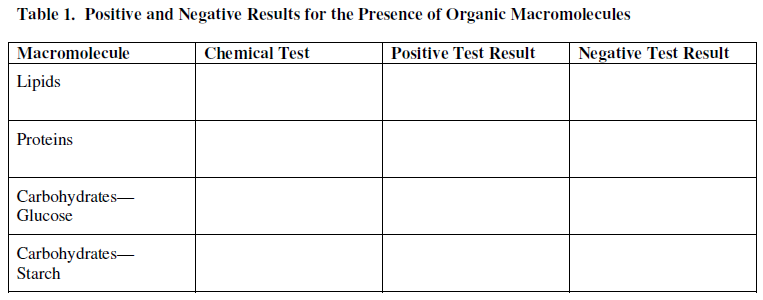 Table 1.  Positive and Negative Results for the Presence of Organic Macromolecules
Macromolecule Chemical Test Positive Test Result Negative Test Result
Lipids
Proteins
Carbohydrates—
Glucose
Carbohydrates—
Starch